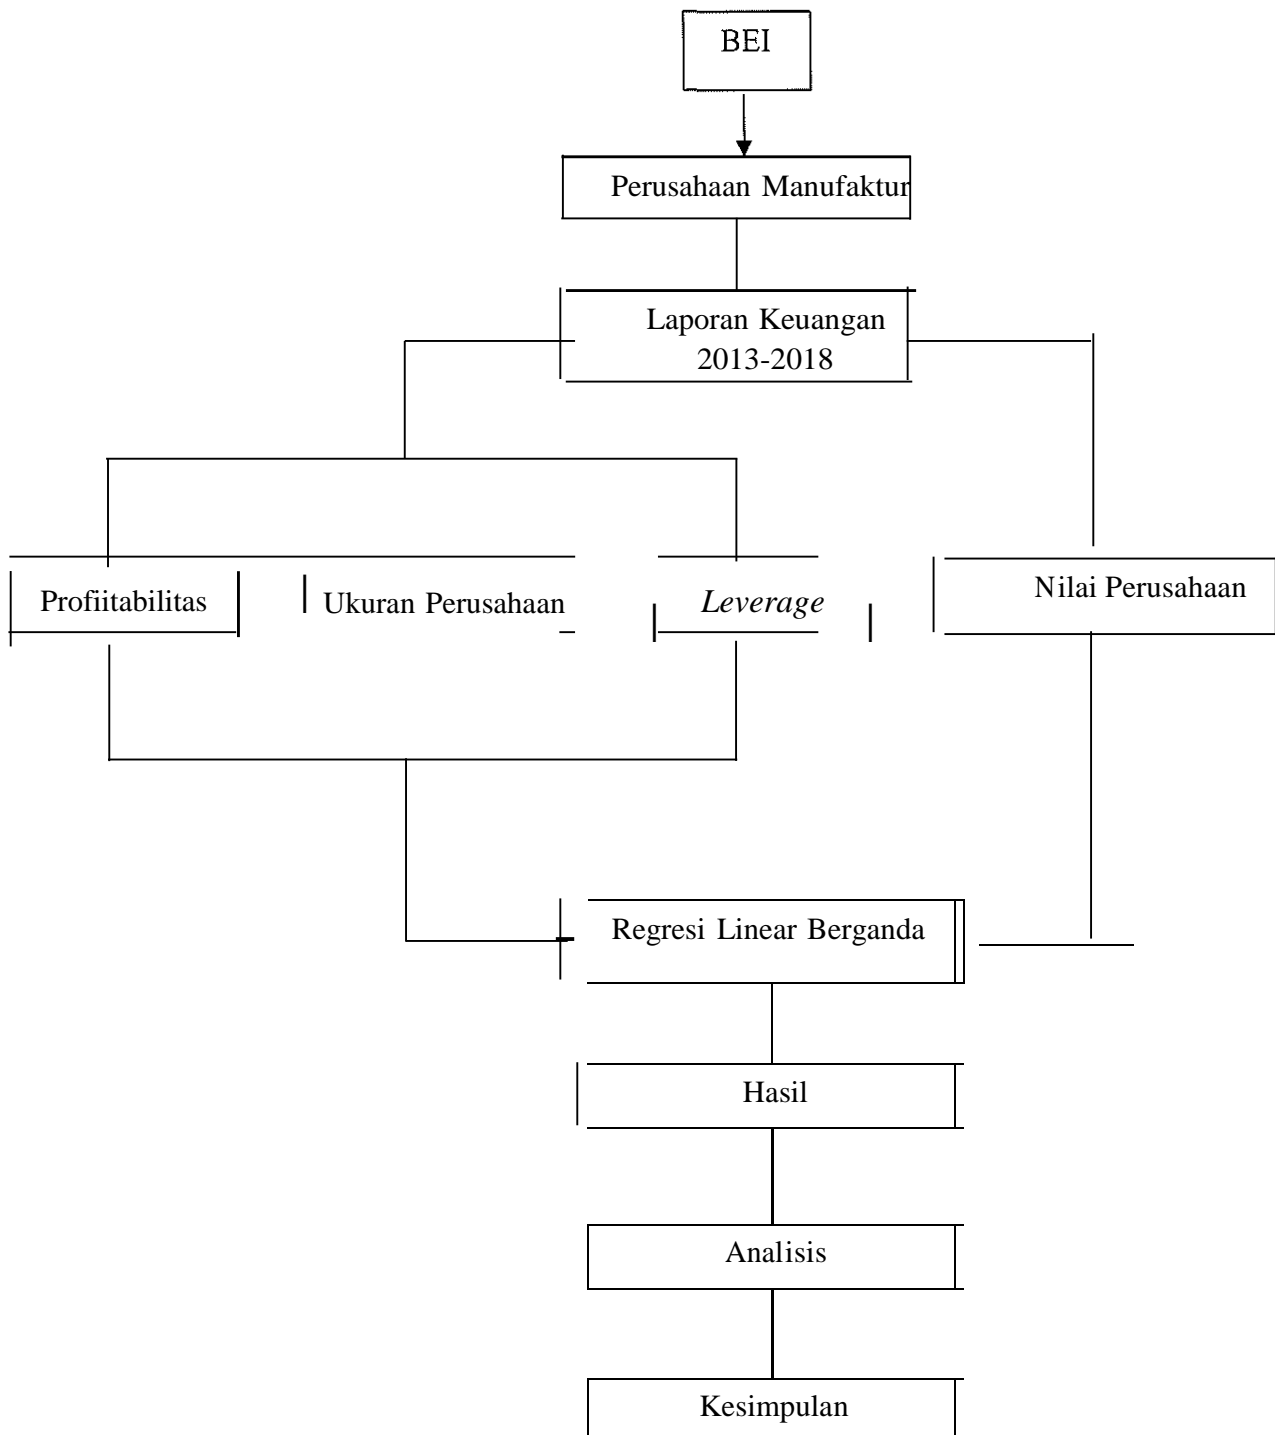 BEI
Perusahaan Manufaktur
Laporan Keuangan
2013-2018
Profiitabilitas
Ukuran Perusahaan
Leverage
Nilai Perusahaan
Regresi Linear Berganda
Hasil
Analisis
Kesimpulan